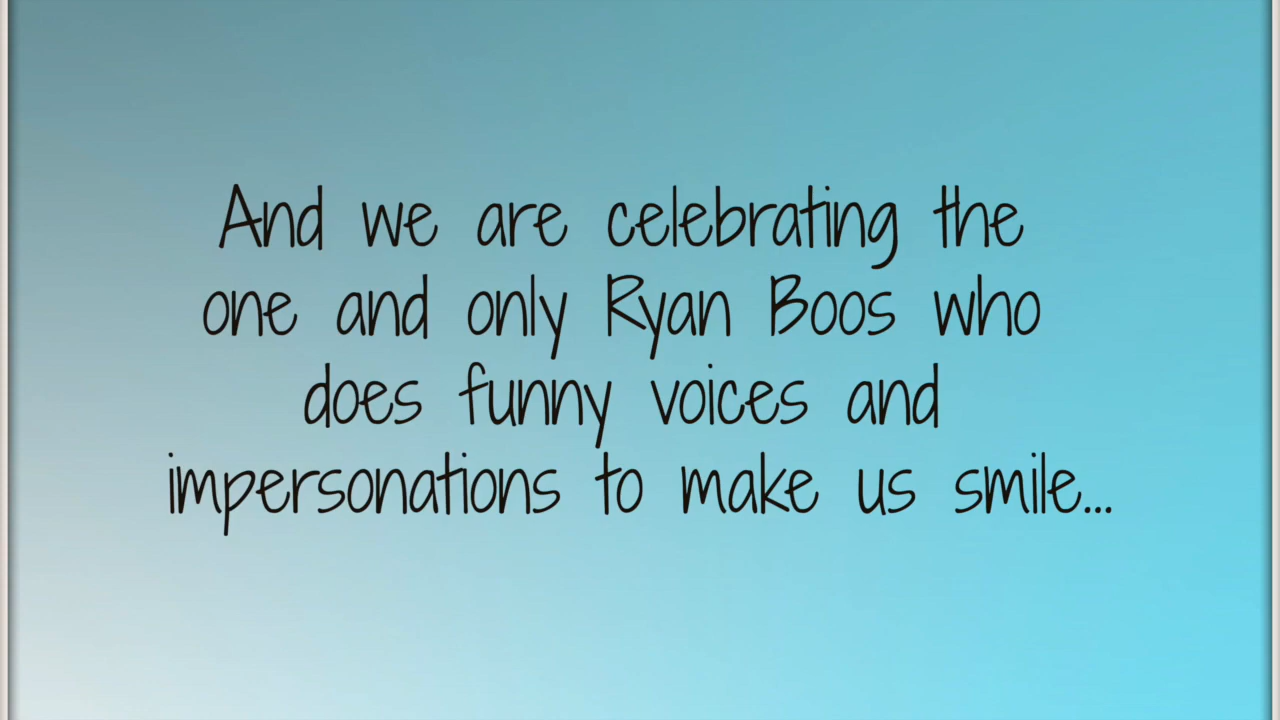 And we are celebrating the
one and only Ryan Boos who
does funny voices and
impersonations to make us smile...